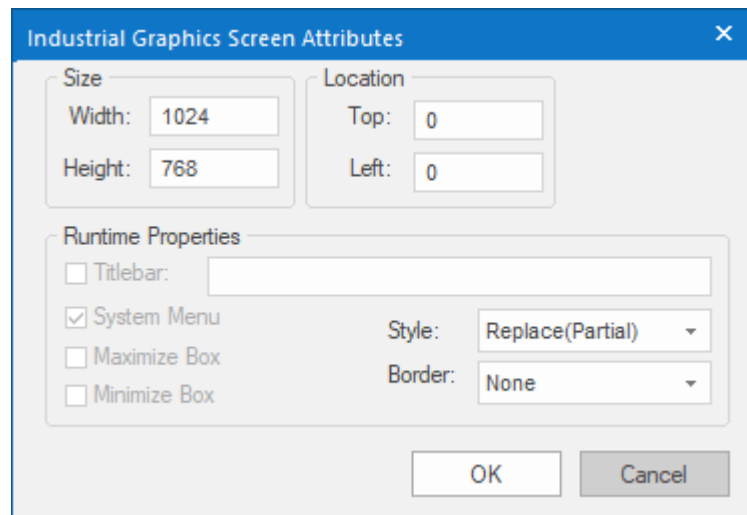 Industrial Graphics Screen Attributes
Size
Width: 1024
Height: 768
Location
Top: 0
Left: 0
Runtime Properties
Titlebar:
System Menu
Maximize Box
Minimize Box
Style: Replace(Partial)
Border: None
OK
Cancel